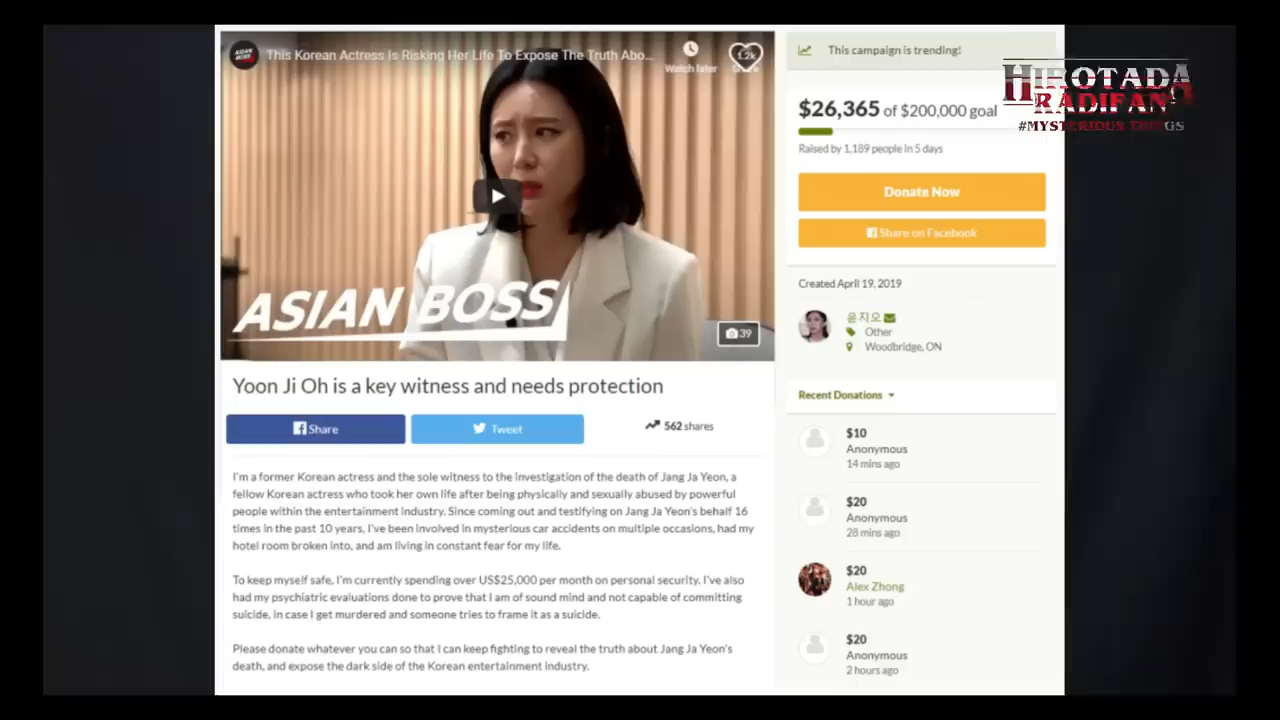 ASIAN BOSS
This Korean Actress Is Risking Her Life To Expose The Truth Abo...
Watch later
1.2k
ASIAN BOSS
39
Yoon Ji Oh is a key witness and needs protection
Share
Tweet
562 shares
I'm a former Korean actress and the sole witness to the investigation of the death of Jang Ja Yeon, a
fellow Korean actress who took her own life after being physically and sexually abused by powerful
people within the entertainment industry. Since coming out and testifying on Jang Ja Yeon's behalf 16
times in the past 10 years, I've been involved in mysterious car accidents on multiple occasions, had my
hotel room broken into, and am living in constant fear for my life.
To keep myself safe, I'm currently spending over US$25,000 per month on personal security. I've also
had my psychiatric evaluations done to prove that I am of sound mind and not capable of committing
suicide, in case I get murdered and someone tries to frame it as a suicide.
Please donate whatever you can so that I can keep fighting to reveal the truth about Jang Ja Yeon's
death, and expose the dark side of the Korean entertainment industry.
This campaign is trending!
HIROTADA
RADIFAN
#MYSTERIOUS THINGS
$26,365 of $200,000 goal
Raised by 1,189 people in 5 days
Donate Now
Share on Facebook
Created April 19, 2019
윤지오
Other
Woodbridge, ON
Recent Donations
$10
Anonymous
14 mins ago
$20
Anonymous
28 mins ago
$20
Alex Zhong
1 hour ago
$20
Anonymous
2 hours ago